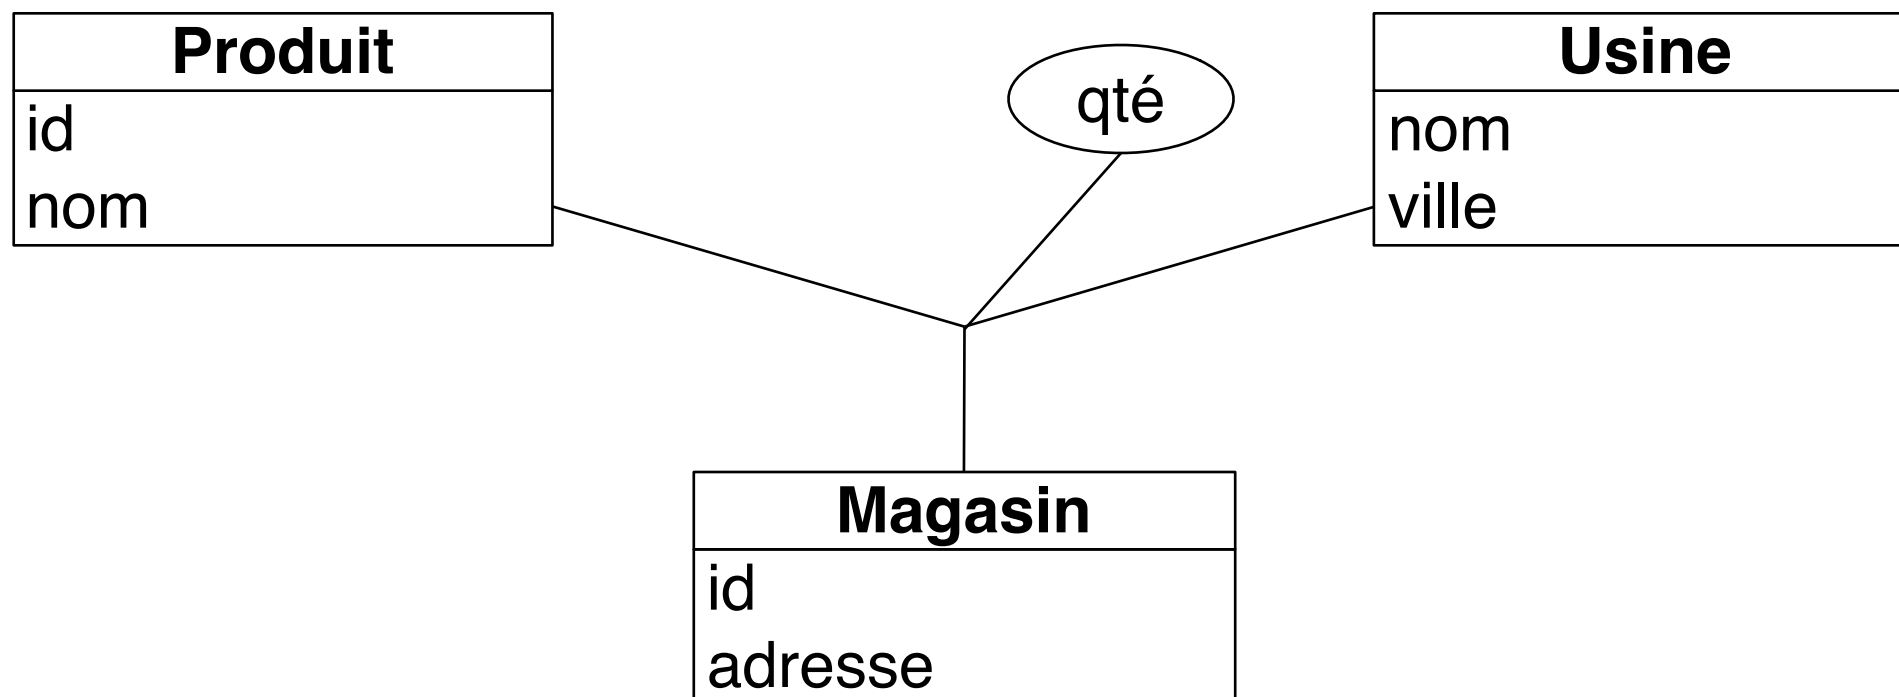 Produit
id
nom
qté
Usine
nom
ville
Magasin
id
adresse